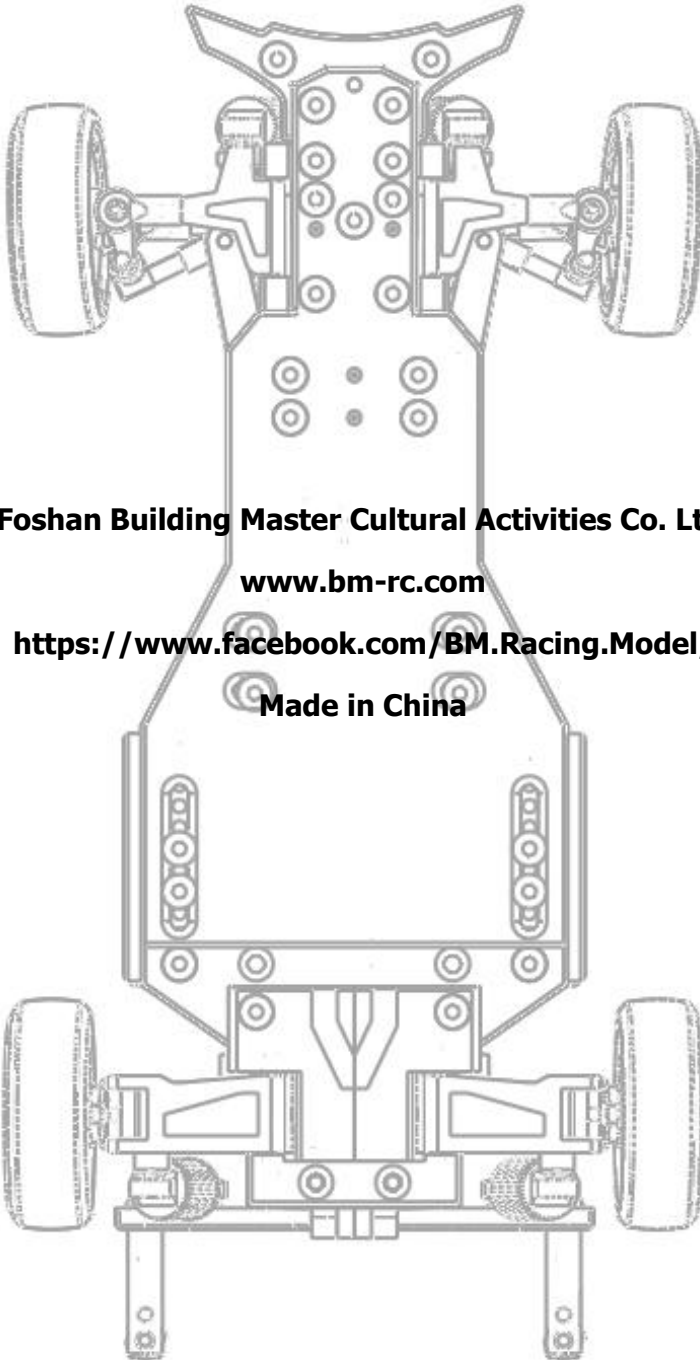 Foshan Building Master Cultural Activities Co. Lt
www.bm-rc.com
https://www.facebook.com/BM.Racing.Model/
Made in China